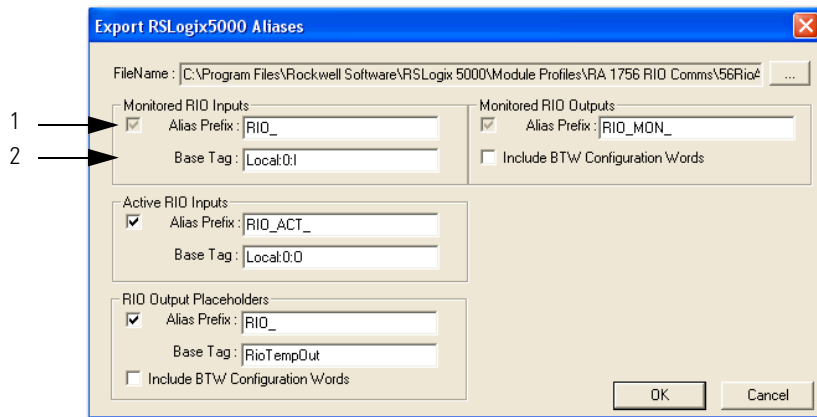 Export RSLogix5000 Aliases
FileName : C:\Program Files\Rockwell Software\RSLogix 5000\Module Profiles\RA 1756 RIO Comms\56RioA ...
Monitored RIO Inputs
1
Alias Prefix : RIO_
2
Base Tag : Local:0:I
Monitored RIO Outputs
Alias Prefix : RIO_MON_
Include BTW Configuration Words
Active RIO Inputs
Alias Prefix : RIO_ACT_
Base Tag : Local:0:O
RIO Output Placeholders
Alias Prefix : RIO_
Base Tag : RioTempOut
Include BTW Configuration Words
OK
Cancel